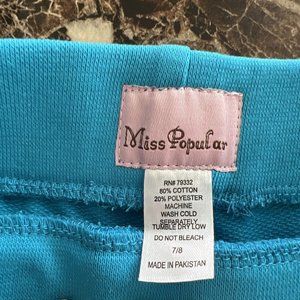 Miss Popular
RN# 79332
60% COTTON
20% POLYESTER
MACHINE
WASH COLD
SEPARATELY
TUMBLE DRY LOW
DO NOT BLEACH
7/8
MADE IN PAKISTAN